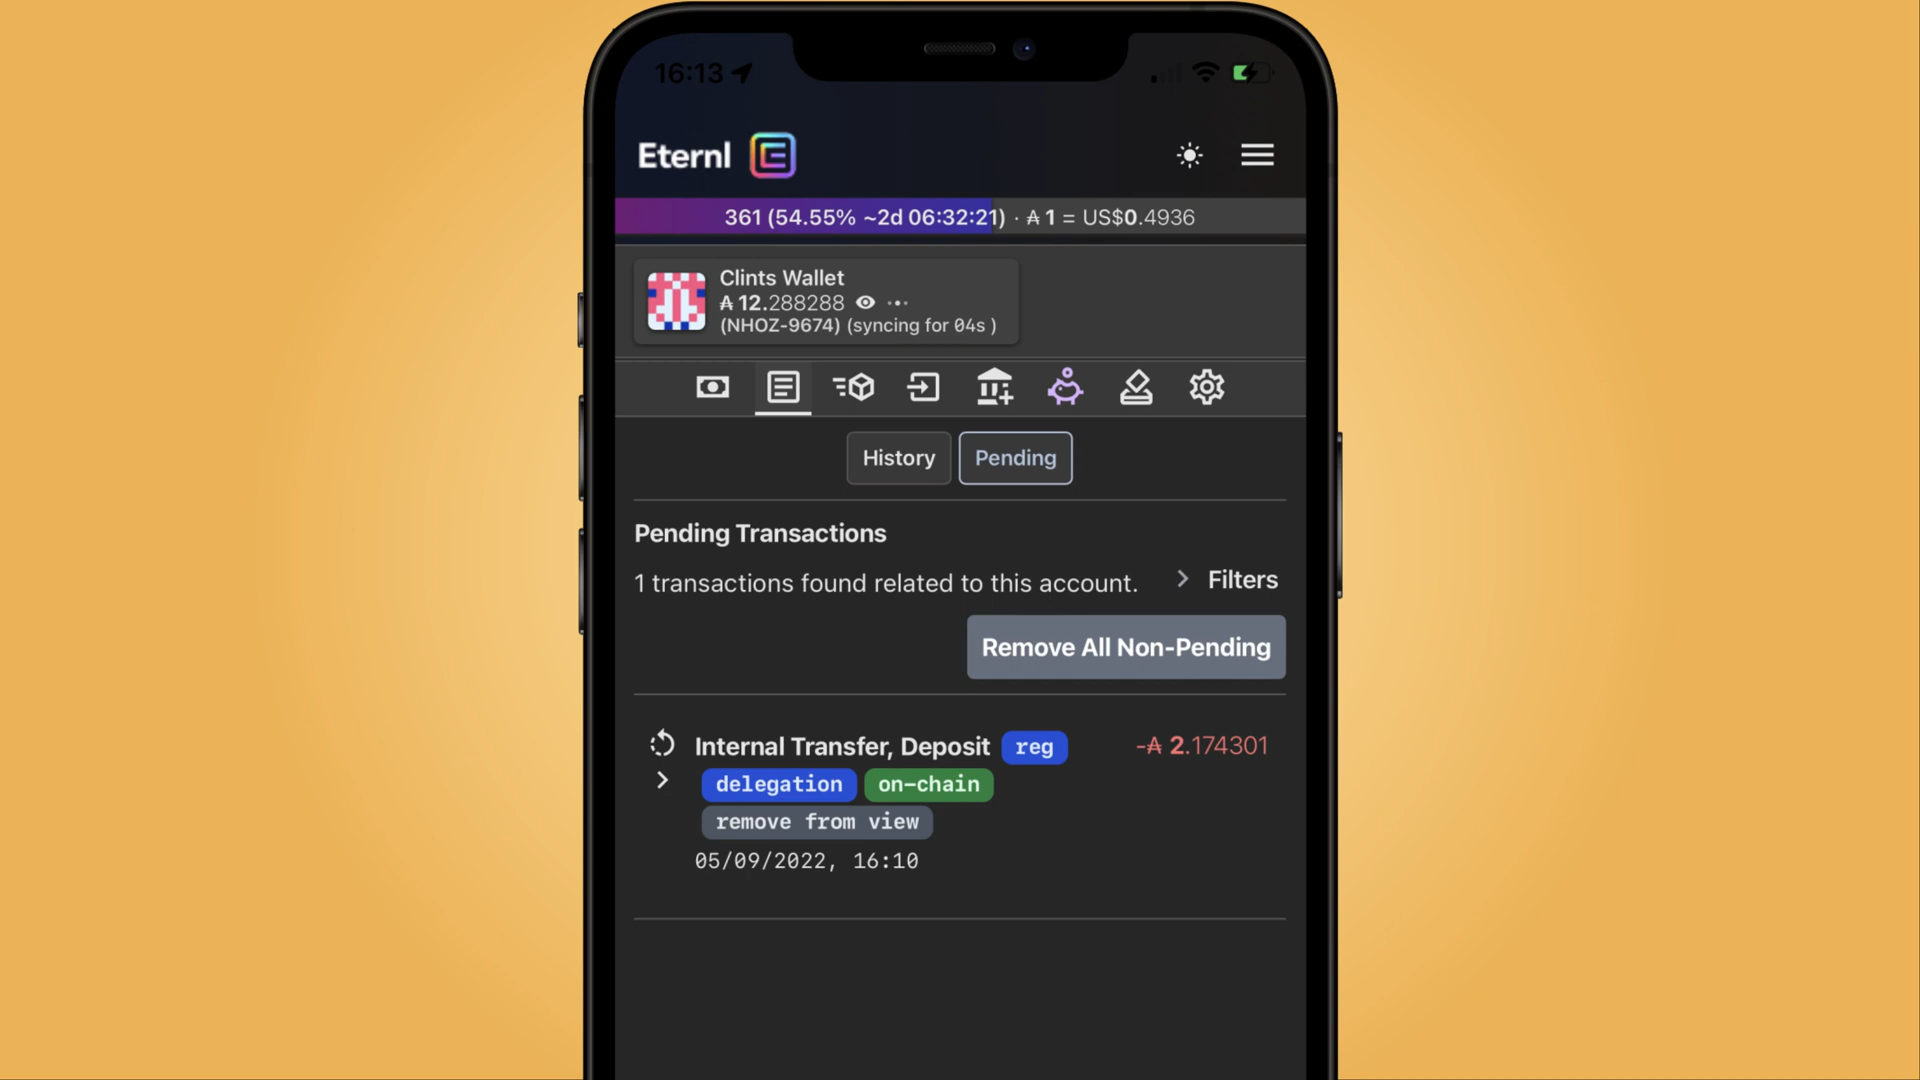 16:13
Eternl
361 (54.55% ~2d 06:32:21) · ₳ 1 = US$0.4936
Clints Wallet
₳ 12.288288
(NHOZ-9674) (syncing for 04s )
History Pending
Pending Transactions
1 transactions found related to this account. Filters
Remove All Non-Pending
Internal Transfer, Deposit reg -₳ 2.174301
delegation on-chain
remove from view
05/09/2022, 16:10